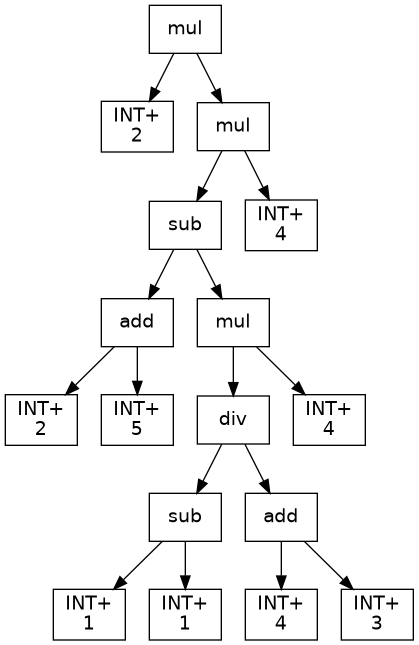 mul
INT+
2
mul
sub
INT+
4
add
mul
INT+
2
INT+
5
div
INT+
4
sub
add
INT+
1
INT+
1
INT+
4
INT+
3